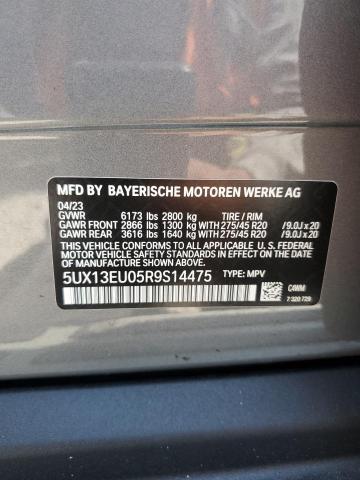 MFD BY BAYERISCHE MOTOREN WERKE AG
04/23
GVWR 6173 lbs 2800 kg TIRE / RIM
GAWR FRONT 2866 lbs 1300 kg WITH 275/45 R20 /9.0J x 20
GAWR REAR 3616 lbs 1640 kg WITH 275/45 R20 /9.0J x 20
THIS VEHICLE CONFORMS TO ALL APPLICABLE U.S. FEDERAL
MOTOR VEHICLE SAFETY STANDARDS IN EFFECT ON THE
DATE OF MANUFACTURE SHOWN ABOVE.
5UX13EU05R9S14475 TYPE: MPV
C4WMI
7 320 729